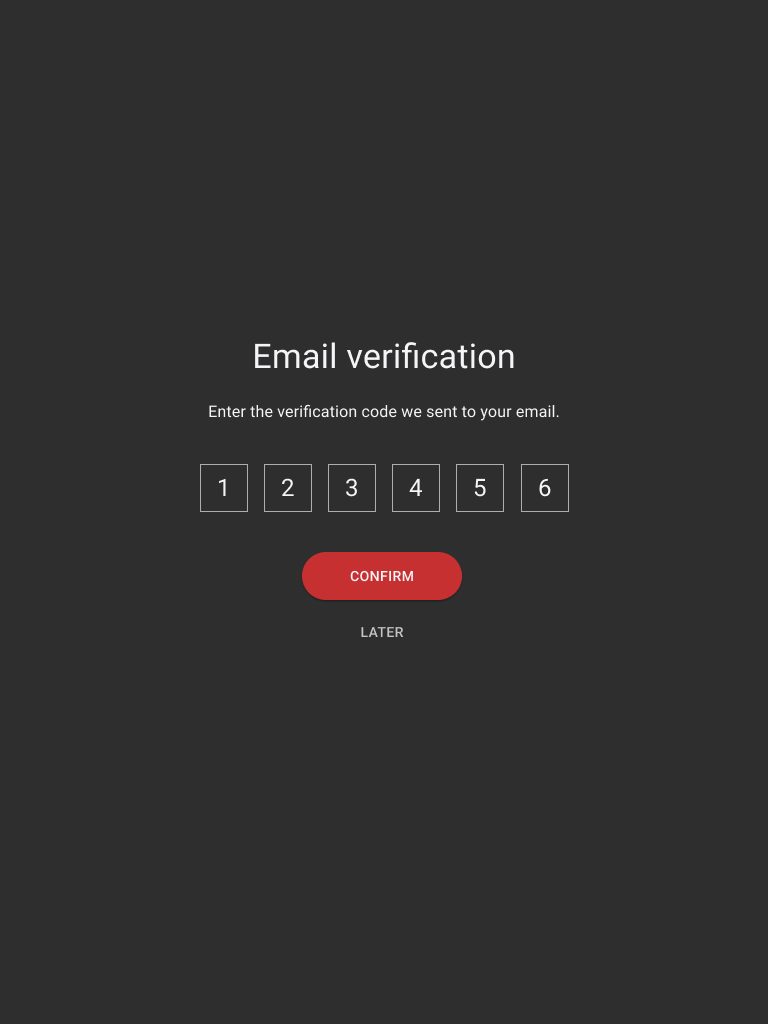 Email verification
Enter the verification code we sent to your email.
1 2 3 4 5 6
CONFIRM
LATER